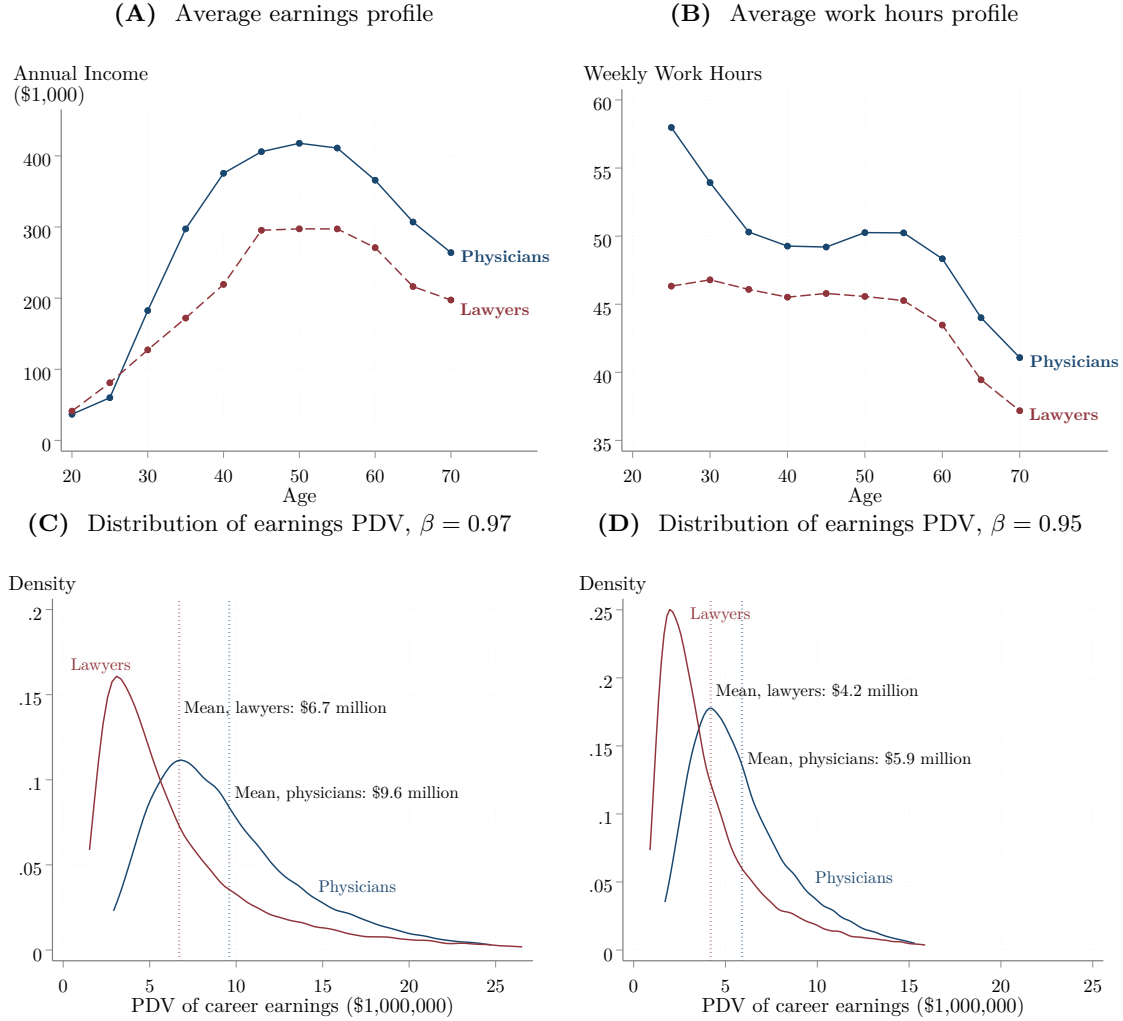 (A) Average earnings profile
Annual Income
($1,000)
400
300
200
100
0
Physicians
Lawyers
20 30 40 50 60 70
Age
(B) Average work hours profile
Weekly Work Hours
60
55
50
45
40
35
Physicians
Lawyers
20 30 40 50 60 70
Age
(C) Distribution of earnings PDV, β = 0.97
Density
.2
.15
.1
.05
0
Lawyers
Mean, lawyers: $6.7 million
Mean, physicians: $9.6 million
Physicians
0 5 10 15 20 25
PDV of career earnings ($1,000,000)
(D) Distribution of earnings PDV, β = 0.95
Density
.25
.2
.15
.1
.05
0
Lawyers
Mean, lawyers: $4.2 million
Mean, physicians: $5.9 million
Physicians
0 5 10 15 20 25
PDV of career earnings ($1,000,000)